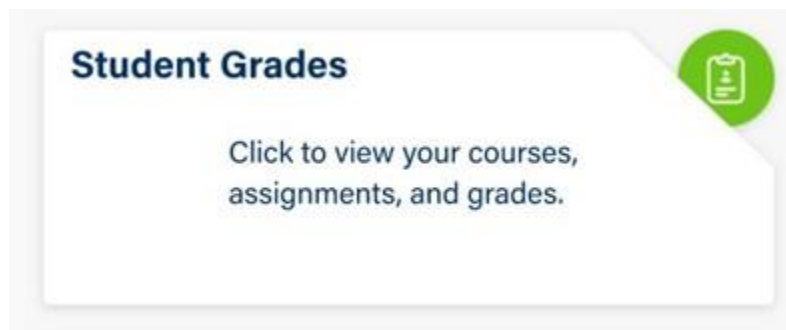 Student Grades
Click to view your courses,
assignments, and grades.